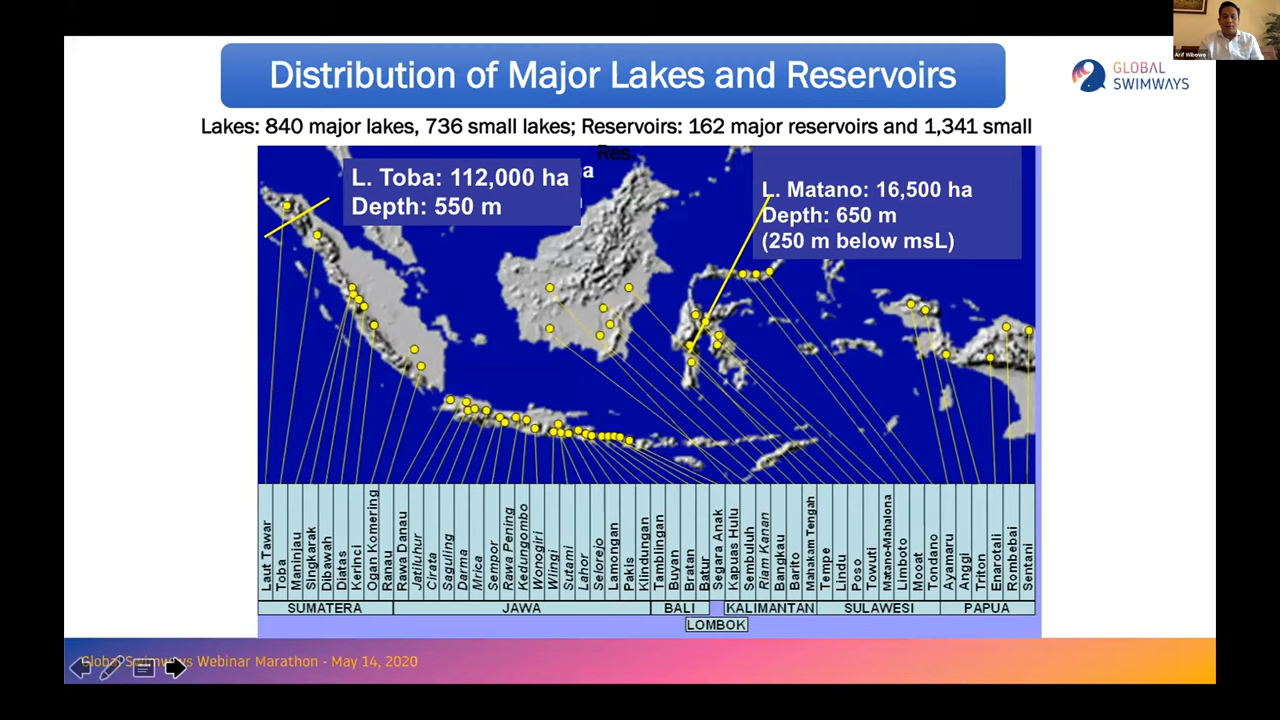 Arif Wibowo
Distribution of Major Lakes and Reservoirs
GLOBAL
SWIMWAYS
Lakes: 840 major lakes, 736 small lakes; Reservoirs: 162 major reservoirs and 1,341 small
Res.
L. Toba: 112,000 ha
Depth: 550 m
a
L. Matano: 16,500 ha
Depth: 650 m
(250 m below msL)
Laut Tawar
Toba
Maninjau
Singkarak
Dibawah
Diatas
Kerinci
Ogan Komering
Ranau
Rawa Danau
Jatiluhur
Cirata
Saguling
Darma
Mrica
Sempor
Rawa Pening
Kedungombo
Wonogiri
Wlingi
Sutami
Lahor
Selorejo
Lamongan
Pakis
Klindungan
Tamblingan
Buyan
Bratan
Batur
Segara Anak
Kapuas Hulu
Sembuluh
Riam Kanan
Bangkau
Barito
Mahakam Tengah
Tempe
Lindu
Poso
Towuti
Matano-Mahalona
Limboto
Mooat
Tondano
Ayamaru
Anggi
Triton
Enarotali
Rombebai
Sentani
SUMATERA
JAWA
BALI
KALIMANTAN
SULAWESI
PAPUA
LOMBOK
Global Swimways Webinar Marathon - May 14, 2020